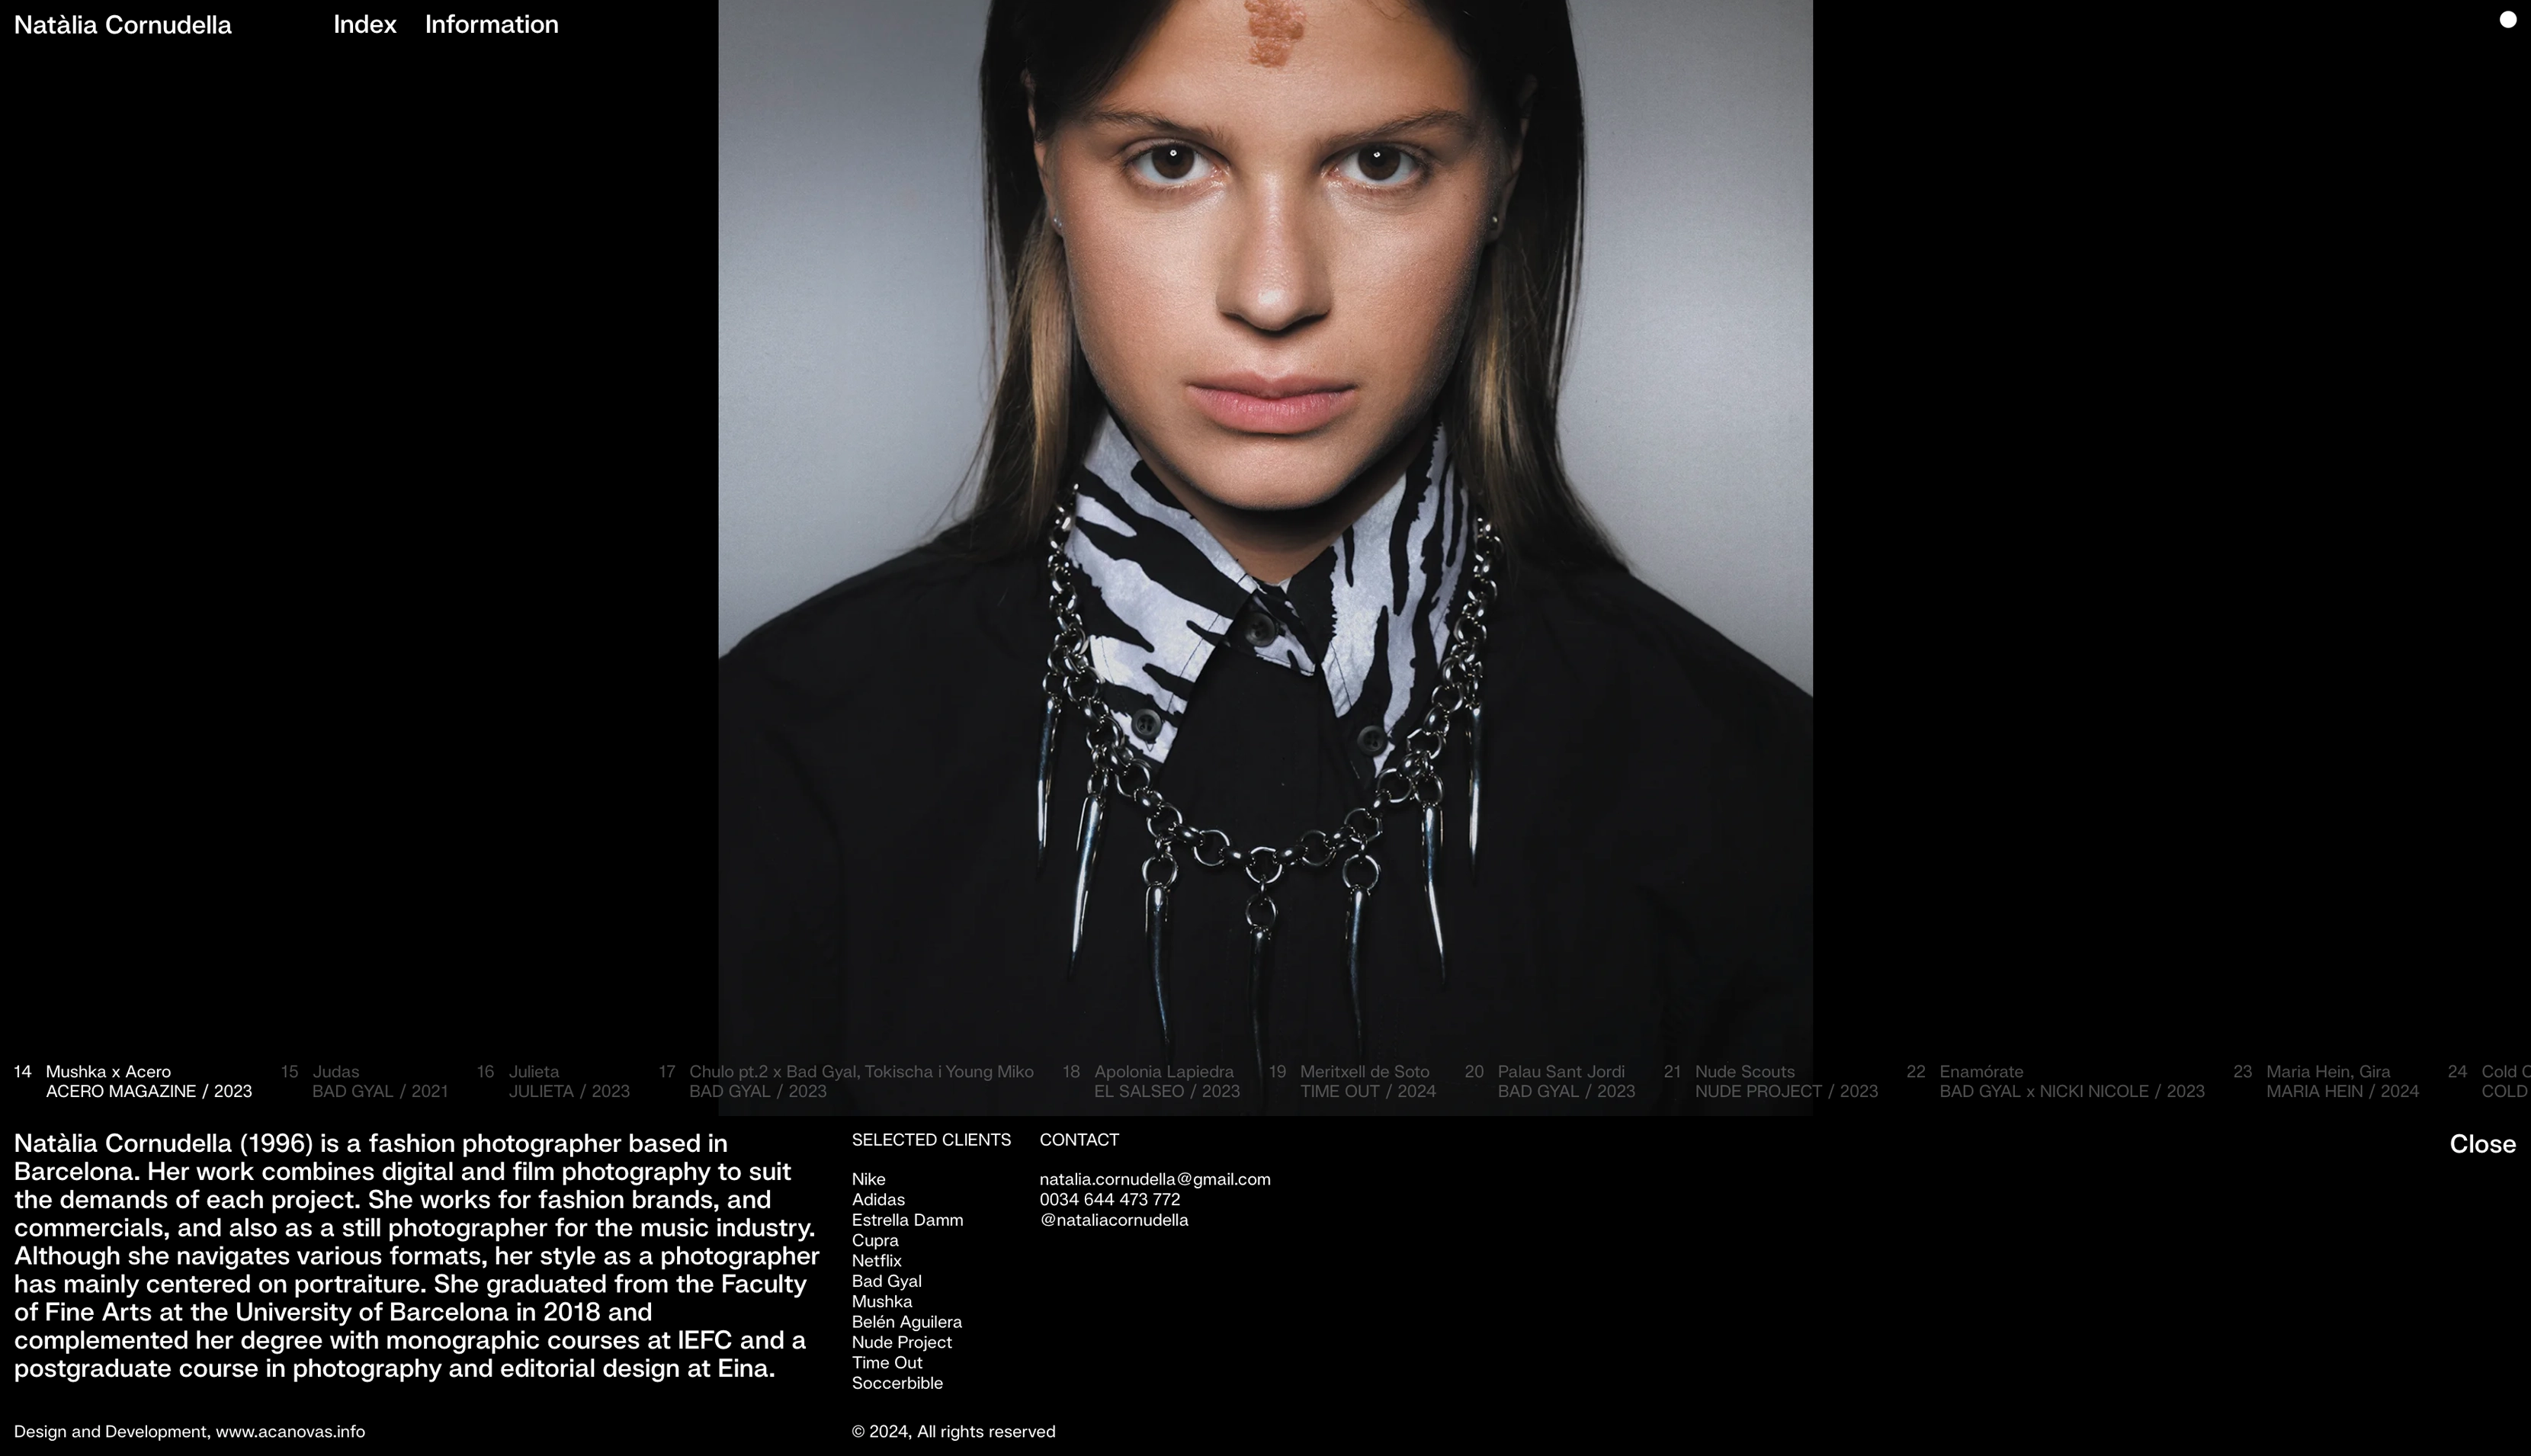 Natàlia Cornudella
Index
Information
14 Mushka x Acero
ACERO MAGAZINE / 2023
15 Judas
BAD GYAL / 2021
16 Julieta
JULIETA / 2023
17 Chulo pt.2 x Bad Gyal, Tokischa i Young Miko
BAD GYAL / 2023
18 Apolonia Lapiedra
EL SALSEO / 2023
19 Meritxell de Soto
TIME OUT / 2024
20 Palau Sant Jordi
BAD GYAL / 2023
21 Nude Scouts
NUDE PROJECT / 2023
22 Enamórate
BAD GYAL x NICKI NICOLE / 2023
23 Maria Hein, Gira
MARIA HEIN / 2024
24 Cold
COLD
Natàlia Cornudella (1996) is a fashion photographer based in
Barcelona. Her work combines digital and film photography to suit
the demands of each project. She works for fashion brands, and
commercials, and also as a still photographer for the music industry.
Although she navigates various formats, her style as a photographer
has mainly centered on portraiture. She graduated from the Faculty
of Fine Arts at the University of Barcelona in 2018 and
complemented her degree with monographic courses at IEFC and a
postgraduate course in photography and editorial design at Eina.
Design and Development, www.acanovas.info
SELECTED CLIENTS
Nike
Adidas
Estrella Damm
Cupra
Netflix
Bad Gyal
Mushka
Belén Aguilera
Nude Project
Time Out
Soccerbible
© 2024, All rights reserved
CONTACT
natalia.cornudella@gmail.com
0034 644 473 772
@nataliacornudella
Close